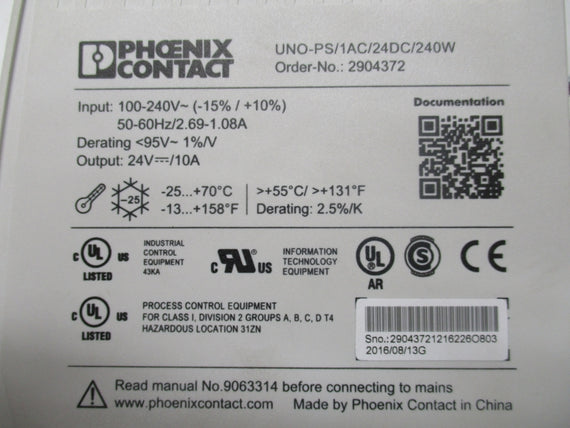 PHŒNIX
CONTACT
UNO-PS/1AC/24DC/240W
Order-No.: 2904372
Input: 100-240V~ (-15% / +10%)
50-60Hz/2.69-1.08A
Derating <95V~ 1%/V
Output: 24V⎓/10A
Documentation
-25
-25...+70°C
-13...+158°F
>+55°C/ >+131°F
Derating: 2.5%/K
C UL US
LISTED
INDUSTRIAL
CONTROL
EQUIPMENT
43KA
C RU US
INFORMATION
TECHNOLOGY
EQUIPMENT
UL
AR
S
CE
C UL US
LISTED
PROCESS CONTROL EQUIPMENT
FOR CLASS I, DIVISION 2 GROUPS A, B, C, D T4
HAZARDOUS LOCATION 31ZN
Sno.:29043721216226O803
2016/08/13G
Read manual No.9063314 before connecting to mains
www.phoenixcontact.com Made by Phoenix Contact in China